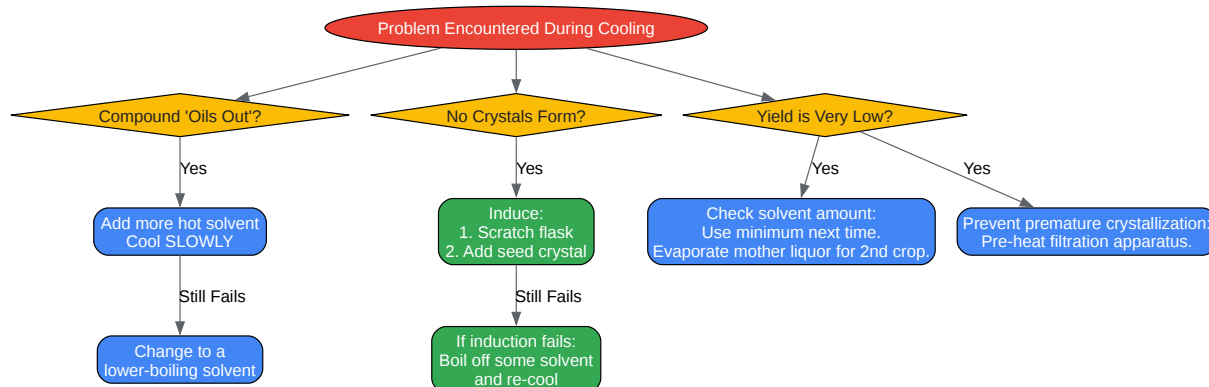 Problem Encountered During Cooling
Compound 'Oils Out'?
No Crystals Form?
Yield is Very Low?
Yes
Yes
Yes
Yes
Add more hot solvent
Cool SLOWLY
Induce:
1. Scratch flask
2. Add seed crystal
Check solvent amount:
Use minimum next time.
Evaporate mother liquor for 2nd crop.
Prevent premature crystallization:
Pre-heat filtration apparatus.
Still Fails
Still Fails
Change to a
lower-boiling solvent
If induction fails:
Boil off some solvent
and re-cool